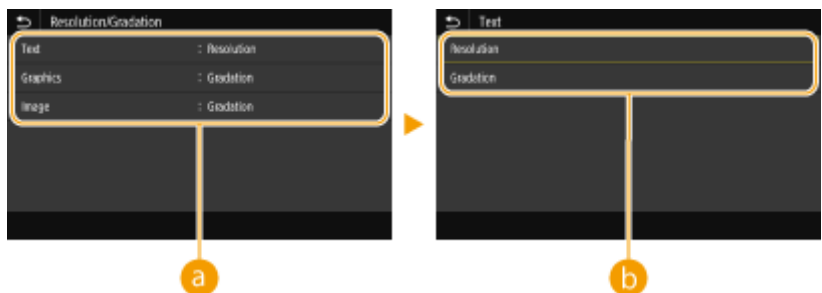 Resolution/Gradation
Text : Resolution
Graphics : Gradation
Image : Gradation
a
Text
Resolution
Gradation
b